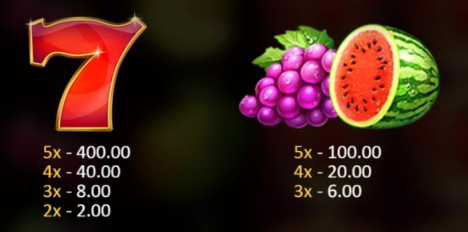 7
5x - 400.00
4x - 40.00
3x - 8.00
2x - 2.00
5x - 100.00
4x - 20.00
3x - 6.00